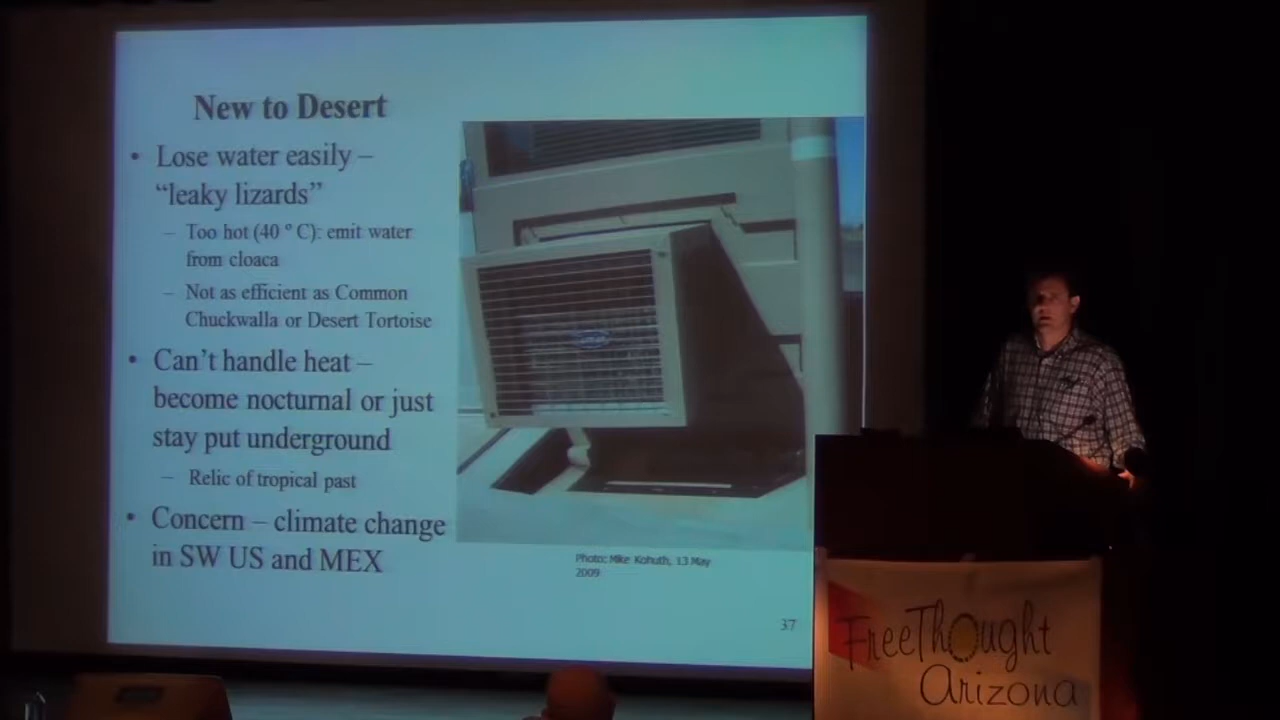 New to Desert
• Lose water easily –
“leaky lizards”
– Too hot (40 º C): emit water
from cloaca
– Not as efficient as Common
Chuckwalla or Desert Tortoise
• Can’t handle heat –
become nocturnal or just
stay put underground
– Relic of tropical past
• Concern – climate change
in SW US and MEX
Photo: Mike Kohuth, 13 May
2009
37
FreeThought
Arizona